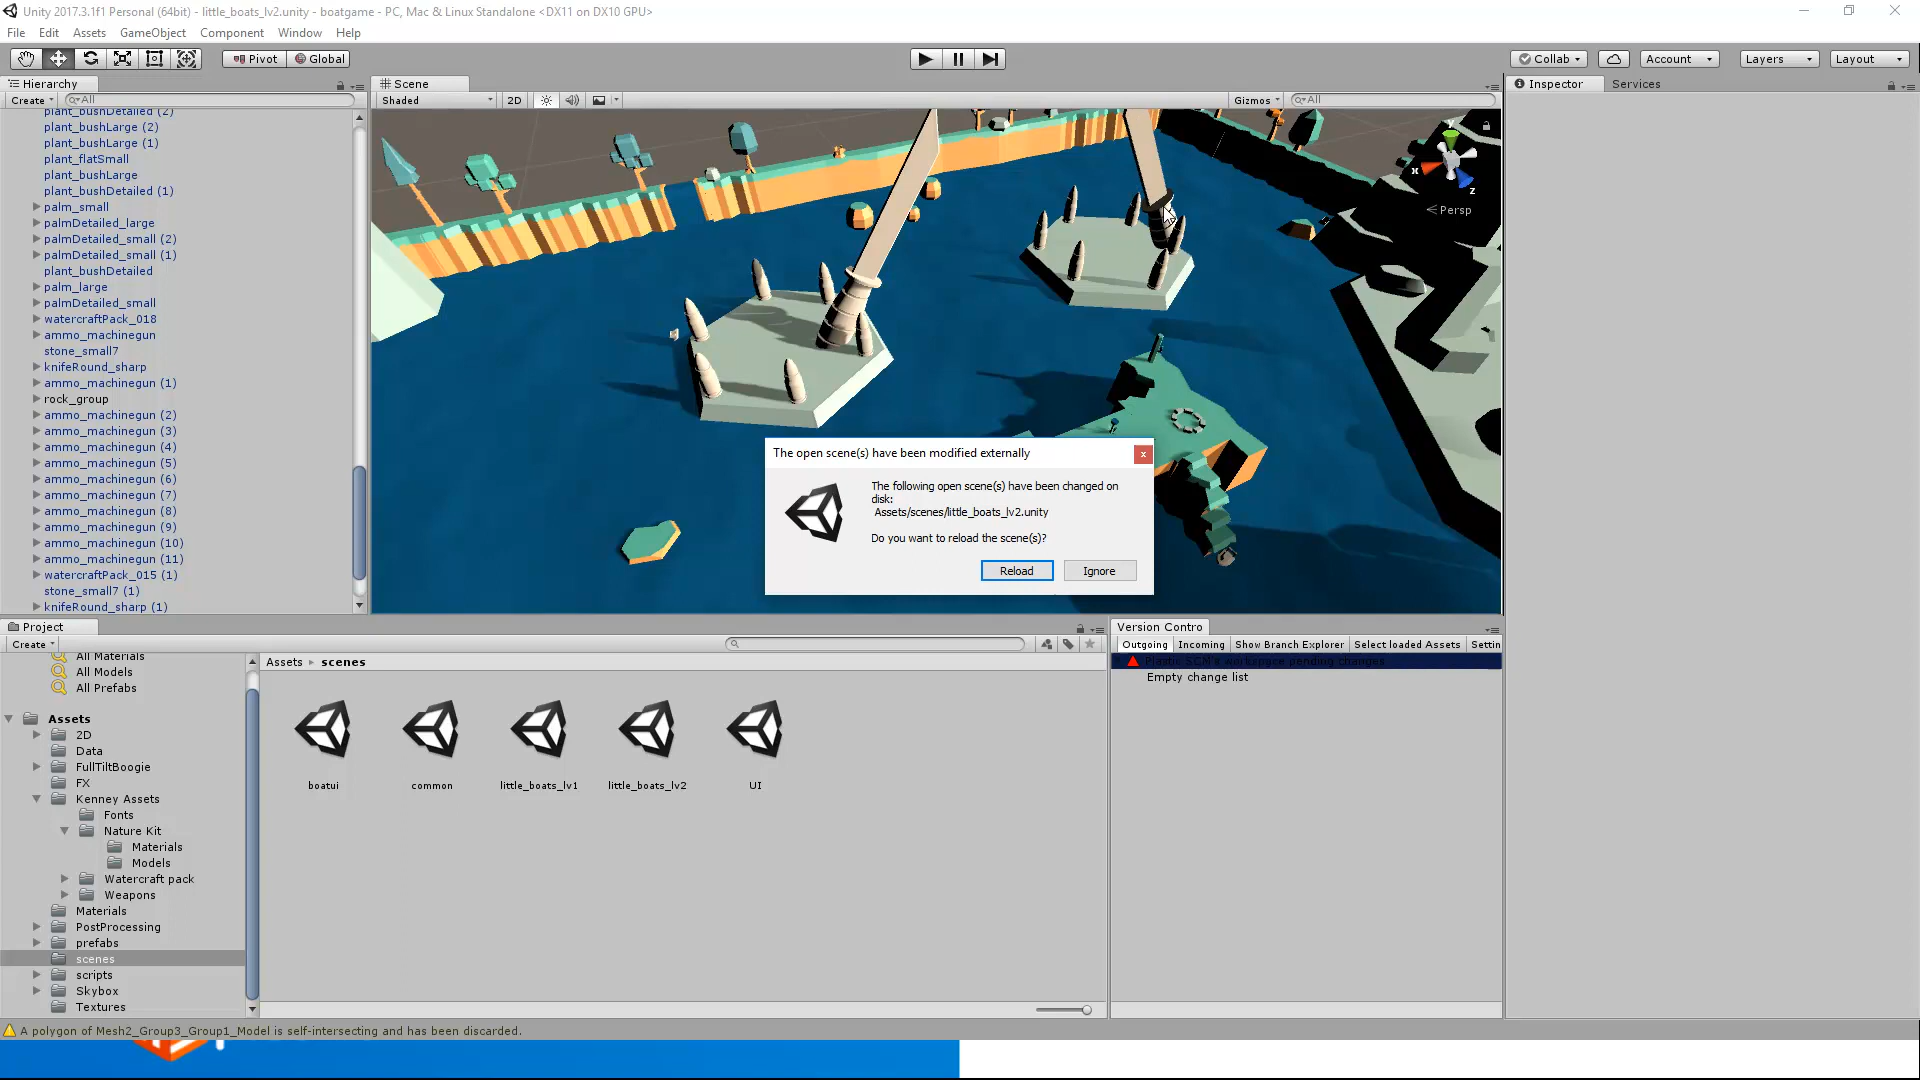 Unity 2017.3.1f1 Personal (64bit) - little_boats_lv2.unity - boatgame - PC, Mac & Linux Standalone <DX11 on DX10 GPU>
File Edit Assets GameObject Component Window Help
Pivot Global Collab Account Layers Layout
Hierarchy
Create All
plant_bushDetailed (2)
plant_bushLarge (2)
plant_bushLarge (1)
plant_flatSmall
plant_bushLarge
plant_bushDetailed (1)
palm_small
palmDetailed_large
palmDetailed_small (2)
palmDetailed_small (1)
plant_bushDetailed
palm_large
palmDetailed_small
watercraftPack_018
ammo_machinegun
stone_small7
knifeRound_sharp
ammo_machinegun (1)
rock_group
ammo_machinegun (2)
ammo_machinegun (3)
ammo_machinegun (4)
ammo_machinegun (5)
ammo_machinegun (6)
ammo_machinegun (7)
ammo_machinegun (8)
ammo_machinegun (9)
ammo_machinegun (10)
ammo_machinegun (11)
watercraftPack_015 (1)
stone_small7 (1)
knifeRound_sharp (1)
Scene
Shaded 2D Gizmos All
y
x
z
Persp
Inspector Services
The open scene(s) have been modified externally
x
The following open scene(s) have been changed on
disk:
Assets/scenes/little_boats_lv2.unity
Do you want to reload the scene(s)?
Reload Ignore
Project
Create
All Materials
All Models
All Prefabs
Assets
2D
Data
FullTiltBoogie
FX
Kenney Assets
Fonts
Nature Kit
Materials
Models
Watercraft pack
Weapons
Materials
PostProcessing
prefabs
scenes
scripts
Skybox
Textures
Assets scenes
boatui common little_boats_lv1 little_boats_lv2 UI
Version Contro
Outgoing Incoming Show Branch Explorer Select loaded Assets Settin
Plastic SCM's workspace pending changes
Empty change list
A polygon of Mesh2_Group3_Group1_Model is self-intersecting and has been discarded.